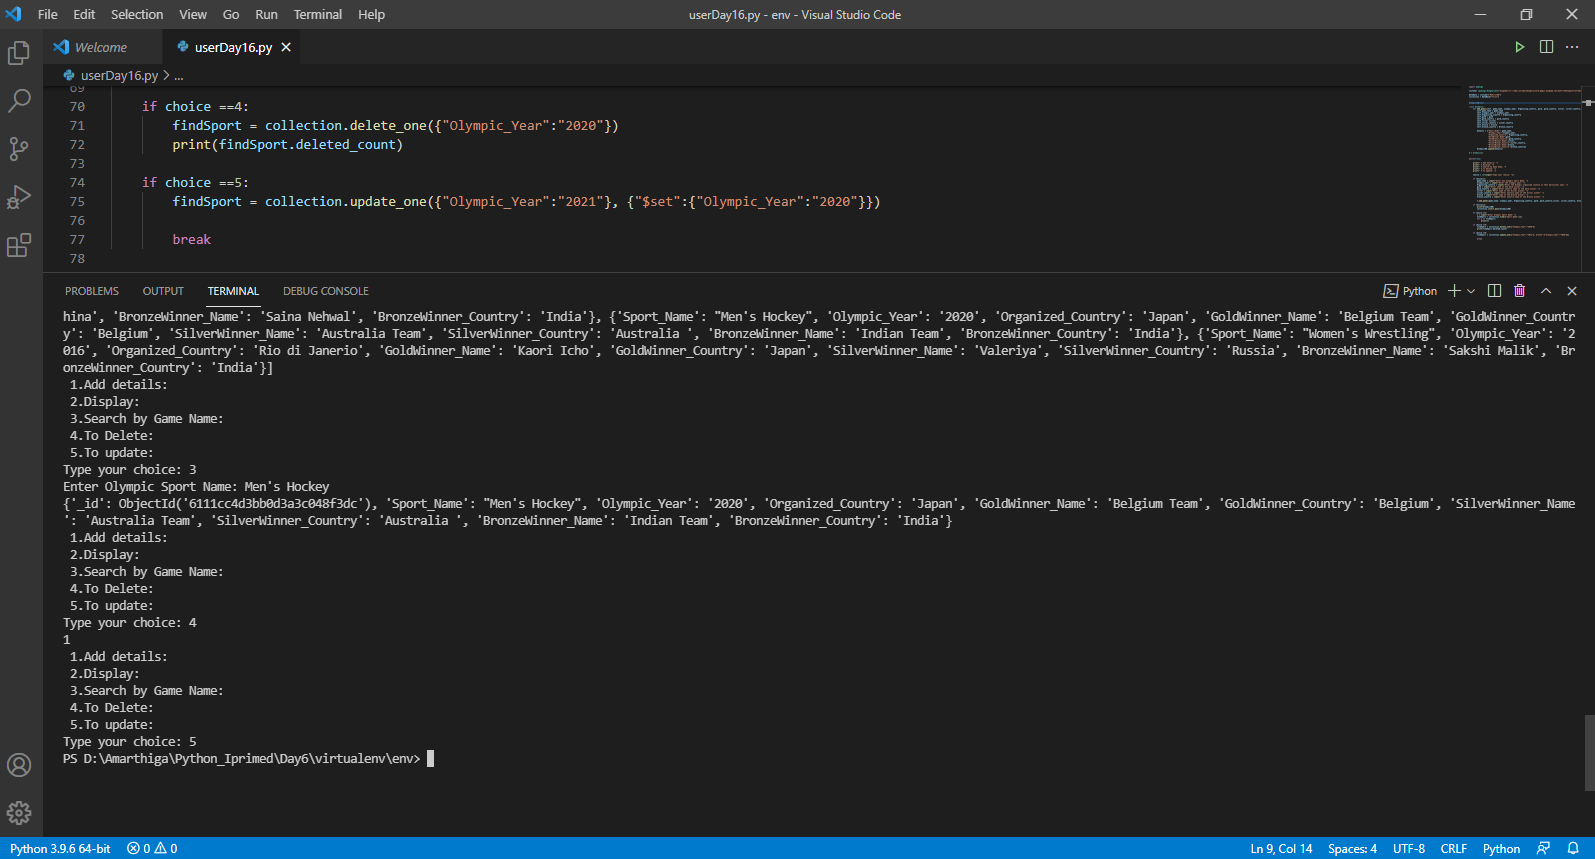 File Edit Selection View Go Run Terminal Help
userDay16.py - env - Visual Studio Code
Welcome
userDay16.py
userDay16.py > ...
69
70 if choice ==4:
71 findSport = collection.delete_one({"Olympic_Year":"2020"})
72 print(findSport.deleted_count)
73
74 if choice ==5:
75 findSport = collection.update_one({"Olympic_Year":"2021"}, {"$set":{"Olympic_Year":"2020"}})
76
77 break
78
PROBLEMS OUTPUT TERMINAL DEBUG CONSOLE
Python
hina', 'BronzeWinner_Name': 'Saina Nehwal', 'BronzeWinner_Country': 'India'}, {'Sport_Name': "Men's Hockey", 'Olympic_Year': '2020', 'Organized_Country': 'Japan', 'GoldWinner_Name': 'Belgium Team', 'GoldWinner_Countr
y': 'Belgium', 'SilverWinner_Name': 'Australia Team', 'SilverWinner_Country': 'Australia ', 'BronzeWinner_Name': 'Indian Team', 'BronzeWinner_Country': 'India'}, {'Sport_Name': "Women's Wrestling", 'Olympic_Year': '2
016', 'Organized_Country': 'Rio di Janerio', 'GoldWinner_Name': 'Kaori Icho', 'GoldWinner_Country': 'Japan', 'SilverWinner_Name': 'Valeriya', 'SilverWinner_Country': 'Russia', 'BronzeWinner_Name': 'Sakshi Malik', 'Br
onzeWinner_Country': 'India'}]
1.Add details:
2.Display:
3.Search by Game Name:
4.To Delete:
5.To update:
Type your choice: 3
Enter Olympic Sport Name: Men's Hockey
{'_id': ObjectId('6111cc4d3bb0d3a3c048f3dc'), 'Sport_Name': "Men's Hockey", 'Olympic_Year': '2020', 'Organized_Country': 'Japan', 'GoldWinner_Name': 'Belgium Team', 'GoldWinner_Country': 'Belgium', 'SilverWinner_Name
': 'Australia Team', 'SilverWinner_Country': 'Australia ', 'BronzeWinner_Name': 'Indian Team', 'BronzeWinner_Country': 'India'}
1.Add details:
2.Display:
3.Search by Game Name:
4.To Delete:
5.To update:
Type your choice: 4
1
1.Add details:
2.Display:
3.Search by Game Name:
4.To Delete:
5.To update:
Type your choice: 5
PS D:\Amarthiga\Python_Iprimed\Day6\virtualenv\env>
Python 3.9.6 64-bit 0 0
Ln 9, Col 14 Spaces: 4 UTF-8 CRLF Python